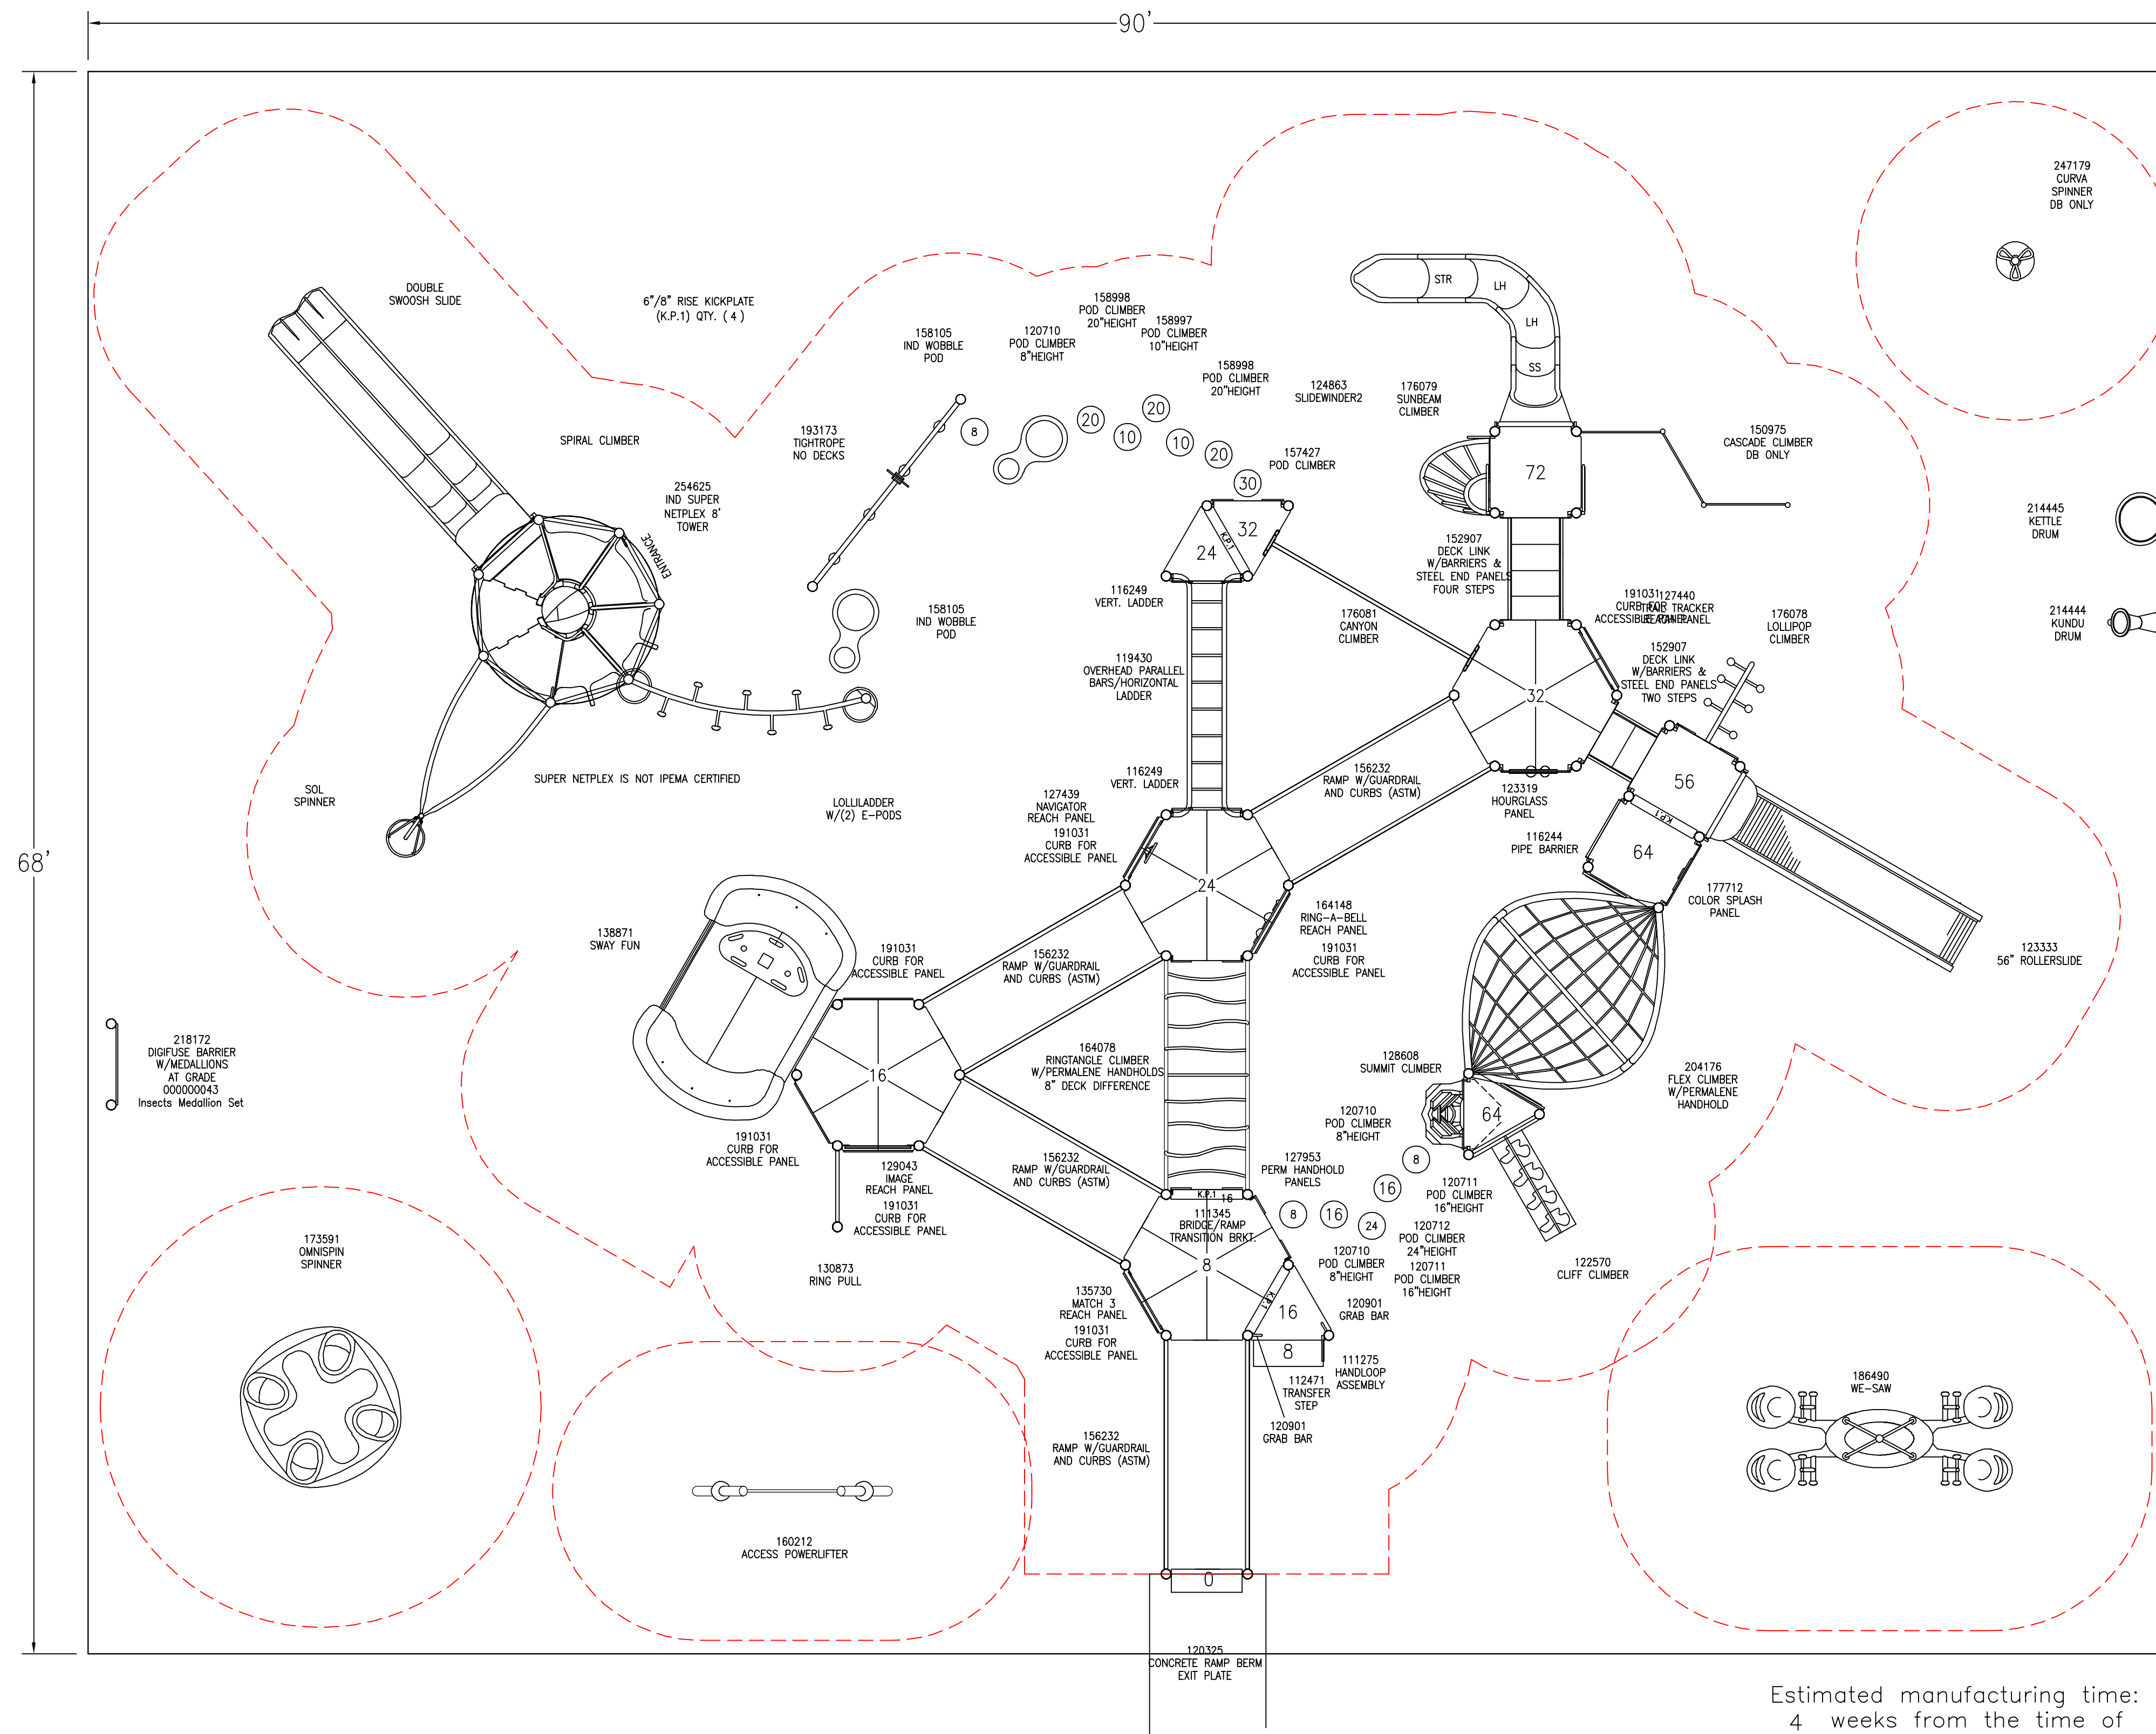 90'
68'
247179
CURVA
SPINNER
DB ONLY
DOUBLE
SWOOSH SLIDE
6"/8" RISE KICKPLATE
(K.P.1) QTY. ( 4 )
158998
POD CLIMBER
20"HEIGHT
158997
POD CLIMBER
10"HEIGHT
120710
POD CLIMBER
8"HEIGHT
158105
IND WOBBLE
POD
158998
POD CLIMBER
20"HEIGHT
124863
SLIDEWINDER2
176079
SUNBEAM
CLIMBER
STR
LH
LH
SS
SPIRAL CLIMBER
193173
TIGHTROPE
NO DECKS
8
20
10
20
10
20
30
157427
POD CLIMBER
72
150975
CASCADE CLIMBER
DB ONLY
254625
IND SUPER
NETPLEX 8'
TOWER
ENTRANCE
214445
KETTLE
DRUM
32
K.P.1
24
152907
DECK LINK
W/BARRIERS &
STEEL END PANELS
FOUR STEPS
116249
VERT. LADDER
158105
IND WOBBLE
POD
176081
CANYON
CLIMBER
191031
CURB FOR
ACCESSIBLE PANEL
127440
TRAIL TRACKER
REACH PANEL
176078
LOLLIPOP
CLIMBER
214444
KUNDU
DRUM
119430
OVERHEAD PARALLEL
BARS/HORIZONTAL
LADDER
152907
DECK LINK
W/BARRIERS &
STEEL END PANELS
TWO STEPS
32
SUPER NETPLEX IS NOT IPEMA CERTIFIED
SOL
SPINNER
LOLLILADDER
W/(2) E-PODS
116249
VERT. LADDER
127439
NAVIGATOR
REACH PANEL
191031
CURB FOR
ACCESSIBLE PANEL
156232
RAMP W/GUARDRAIL
AND CURBS (ASTM)
123319
HOURGLASS
PANEL
56
K.P.1
116244
PIPE BARRIER
64
24
177712
COLOR SPLASH
PANEL
164148
RING-A-BELL
REACH PANEL
191031
CURB FOR
ACCESSIBLE PANEL
123333
56" ROLLERSLIDE
138871
SWAY FUN
191031
CURB FOR
ACCESSIBLE PANEL
156232
RAMP W/GUARDRAIL
AND CURBS (ASTM)
218172
DIGIFUSE BARRIER
W/MEDALLIONS
AT GRADE
000000043
Insects Medallion Set
16
164078
RINGTANGLE CLIMBER
W/PERMALENE HANDHOLDS
8" DECK DIFFERENCE
128608
SUMMIT CLIMBER
204176
FLEX CLIMBER
W/PERMALENE
HANDHOLD
64
120710
POD CLIMBER
8"HEIGHT
191031
CURB FOR
ACCESSIBLE PANEL
129043
IMAGE
REACH PANEL
191031
CURB FOR
ACCESSIBLE PANEL
156232
RAMP W/GUARDRAIL
AND CURBS (ASTM)
127953
PERM HANDHOLD
PANELS
8
16
120711
POD CLIMBER
16"HEIGHT
K.P.1
16
111345
BRIDGE/RAMP
TRANSITION BRKT.
8
16
24
120712
POD CLIMBER
24"HEIGHT
120711
POD CLIMBER
16"HEIGHT
120710
POD CLIMBER
8"HEIGHT
122570
CLIFF CLIMBER
173591
OMNISPIN
SPINNER
130873
RING PULL
8
K.P.1
16
135730
MATCH 3
REACH PANEL
191031
CURB FOR
ACCESSIBLE PANEL
120901
GRAB BAR
8
111275
HANDLOOP
ASSEMBLY
112471
TRANSFER
STEP
120901
GRAB BAR
186490
WE-SAW
156232
RAMP W/GUARDRAIL
AND CURBS (ASTM)
160212
ACCESS POWERLIFTER
0
120325
CONCRETE RAMP BERM
EXIT PLATE
Estimated manufacturing time:
4 weeks from the time of